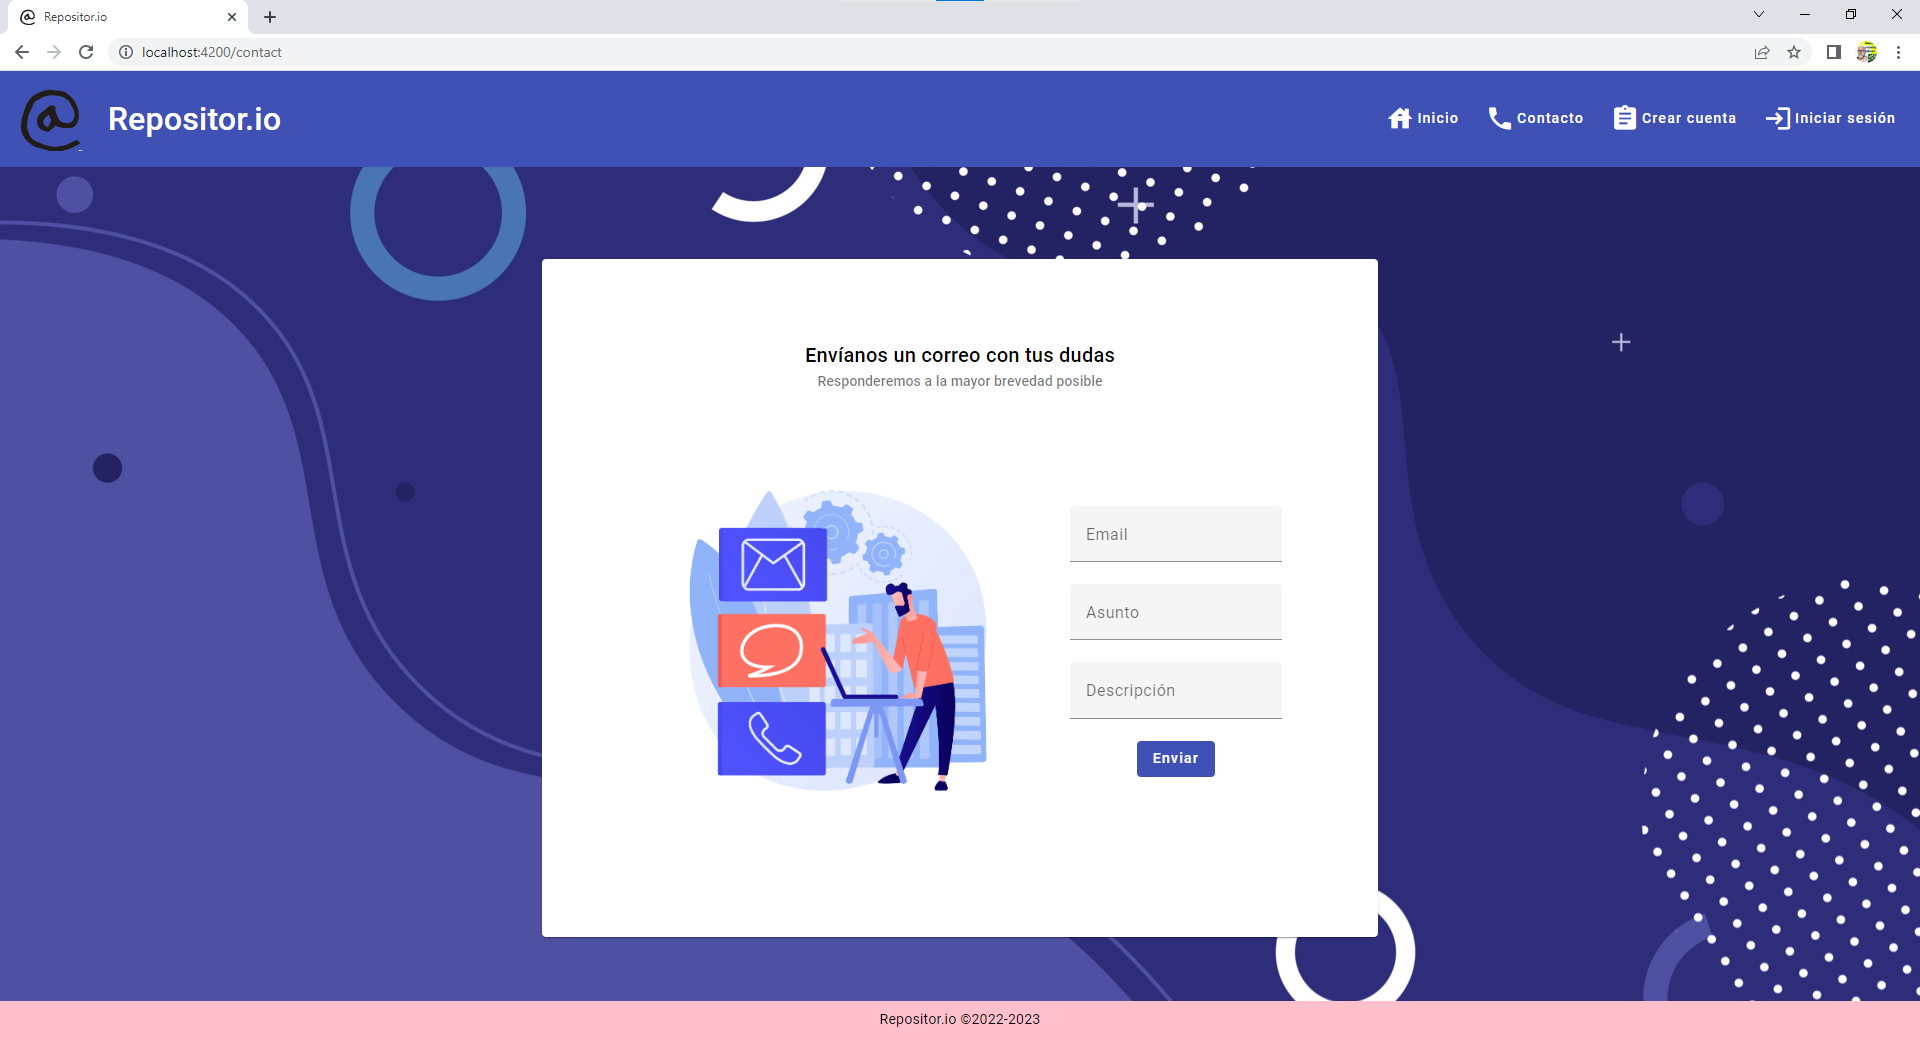 Repositor.io
localhost:4200/contact
Repositor.io
Inicio
Contacto
Crear cuenta
Iniciar sesión
Envíanos un correo con tus dudas
Responderemos a la mayor brevedad posible
Email
Asunto
Descripción
Enviar
Repositor.io ©2022-2023